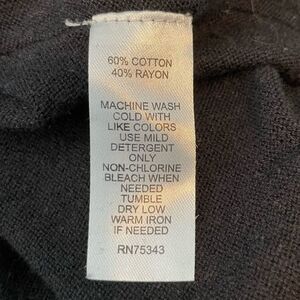 60% COTTON
40% RAYON
MACHINE WASH
COLD WITH
LIKE COLORS
USE MILD
DETERGENT
ONLY
NON-CHLORINE
BLEACH WHEN
NEEDED
TUMBLE
DRY LOW
WARM IRON
IF NEEDED
RN75343